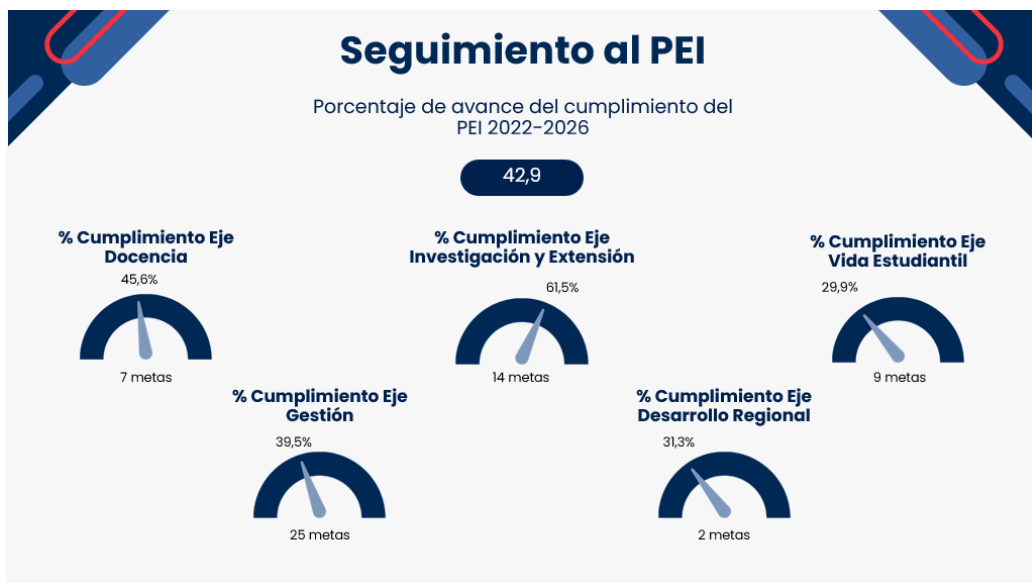 Seguimiento al PEI
Porcentaje de avance del cumplimiento del
PEI 2022-2026
42,9
% Cumplimiento Eje
Docencia
45,6%
7 metas
% Cumplimiento Eje
Investigación y Extensión
61,5%
14 metas
% Cumplimiento Eje
Vida Estudiantil
29,9%
9 metas
% Cumplimiento Eje
Gestión
39,5%
25 metas
% Cumplimiento Eje
Desarrollo Regional
31,3%
2 metas